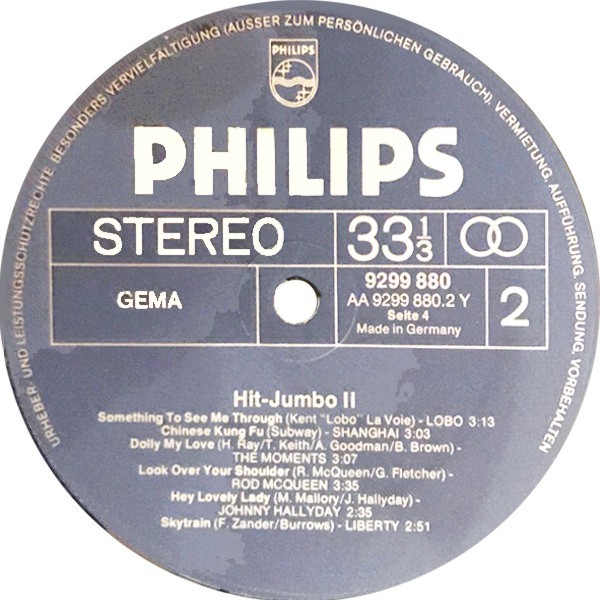 URHEBER- UND LEISTUNGSSCHUTZRECHTE, BESONDERS VERVIELFÄLTIGUNG (AUSSER ZUM PERSÖNLICHEN GEBRAUCH), VERMIETUNG, AUFFÜHRUNG, SENDUNG, VORBEHALTEN
PHILIPS
PHILIPS
STEREO 33 1/3
GEMA
9299 880
AA 9299 880.2 Y
Seite 4
Made in Germany
2
Hit-Jumbo II
Something To See Me Through (Kent "Lobo" La Voie) - LOBO 3:13
Chinese Kung Fu (Subway) - SHANGHAI 3:03
Dolly My Love (H. Ray/T. Keith/A. Goodman/B. Brown) -
THE MOMENTS 3:07
Look Over Your Shoulder (R. McQueen/G. Fletcher) -
ROD MCQUEEN 3:35
Hey Lovely Lady (M. Mallory/J. Hallyday) -
JOHNNY HALLYDAY 2:35
Skytrain (F. Zander/Burrows) - LIBERTY 2:51